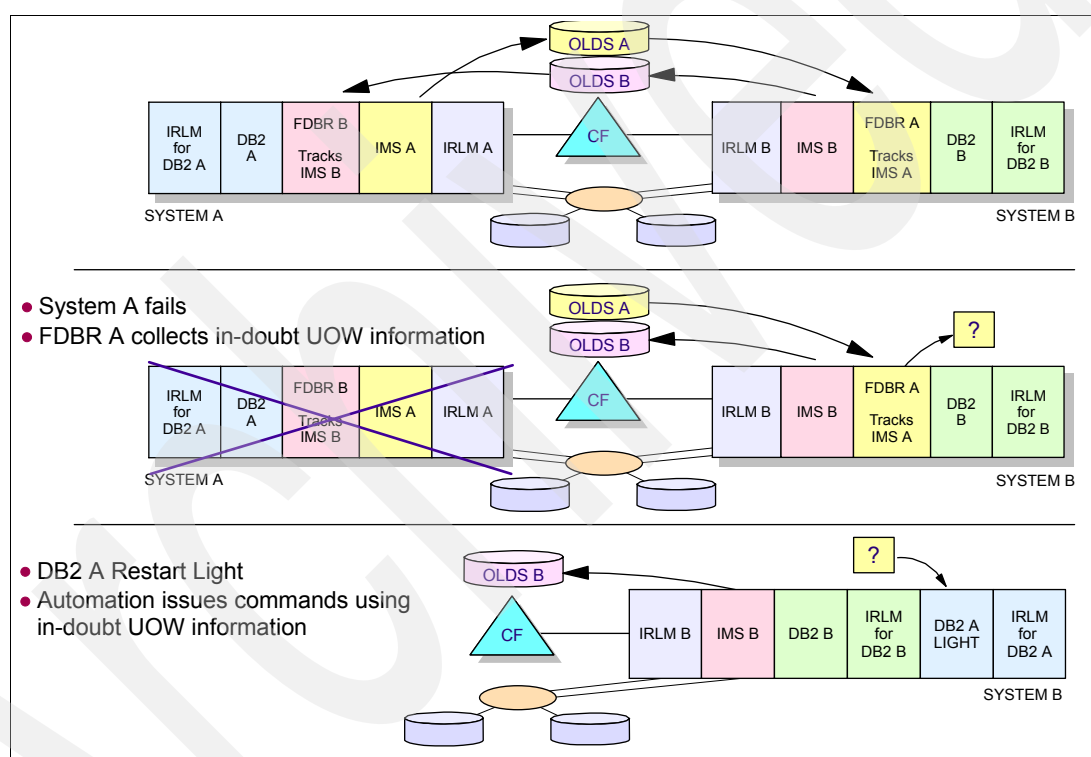 OLDS A
OLDS B
IRLM
for
DB2 A
DB2
A
FDBR B
Tracks
IMS B
IMS A
IRLM A
CF
IRLM B
IMS B
FDBR A
Tracks
IMS A
DB2
B
IRLM
for
DB2 B
SYSTEM A
SYSTEM B
• System A fails
• FDBR A collects in-doubt UOW information
OLDS A
OLDS B
?
IRLM
for
DB2 A
DB2
A
FDBR B
Tracks
IMS B
IMS A
IRLM A
CF
IRLM B
IMS B
FDBR A
Tracks
IMS A
DB2
B
IRLM
for
DB2 B
SYSTEM A
SYSTEM B
• DB2 A Restart Light
• Automation issues commands using
in-doubt UOW information
OLDS B
?
CF
IRLM B
IMS B
DB2 B
IRLM
for
DB2 B
DB2 A
LIGHT
IRLM
for
DB2 A
SYSTEM B